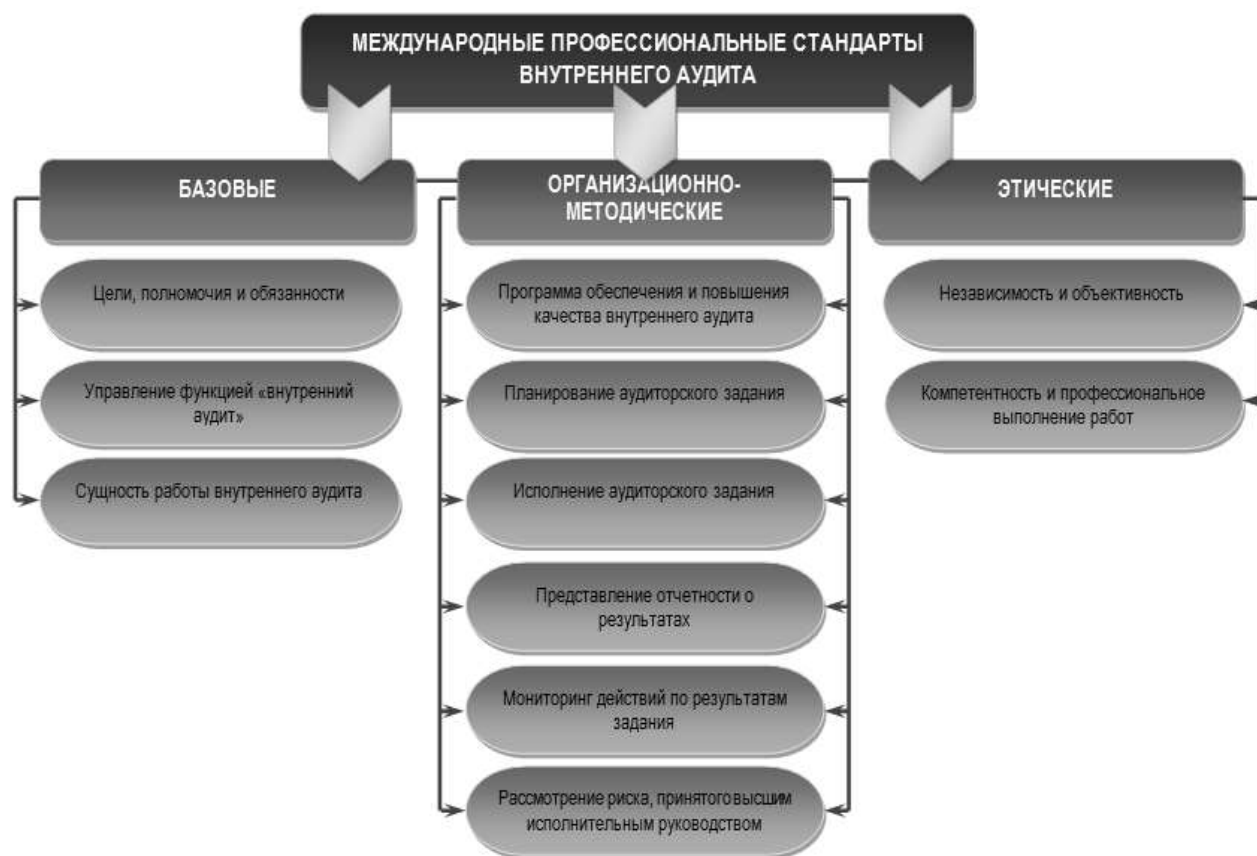 МЕЖДУНАРОДНЫЕ ПРОФЕССИОНАЛЬНЫЕ СТАНДАРТЫ
ВНУТРЕННЕГО АУДИТА
БАЗОВЫЕ
Цели, полномочия и обязанности
Управление функцией «внутренний
аудит»
Сущность работы внутреннего аудита
ОРГАНИЗАЦИОННО-
МЕТОДИЧЕСКИЕ
Программа обеспечения и повышения
качества внутреннего аудита
Планирование аудиторского задания
Исполнение аудиторского задания
Представление отчетности о
результатах
Мониторинг действий по результатам
задания
Рассмотрение риска, принятого высшим
исполнительным руководством
ЭТИЧЕСКИЕ
Независимость и объективность
Компетентность и профессиональное
выполнение работ